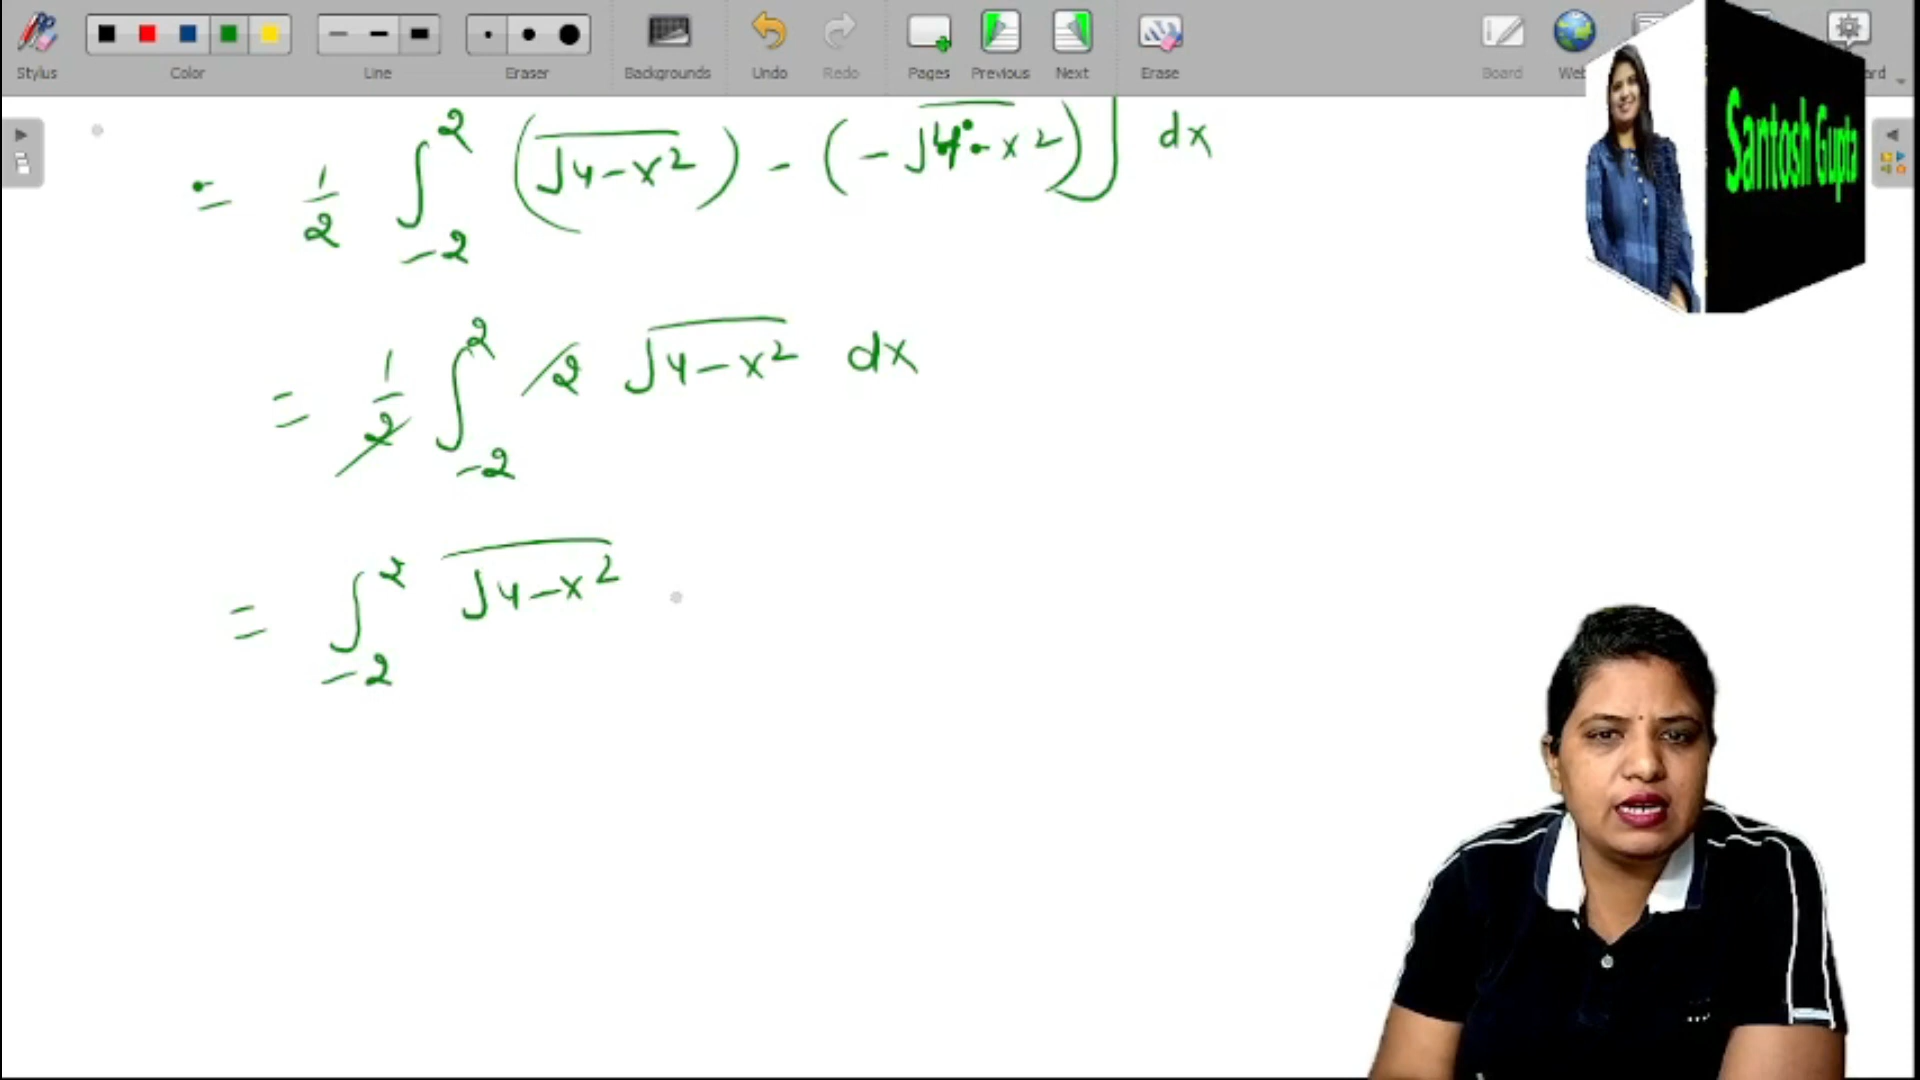 Stylus Color Line Eraser Backgrounds Undo Redo Pages Previous Next Erase Board
Santosh Gupta
= 1/2 ∫_{-2}^{2} (√(4-x²)) - (-√(4-x²))] dx
= 1/2 ∫_{-2}^{2} 2 √(4-x²) dx
= ∫_{-2}^{2} √(4-x²)